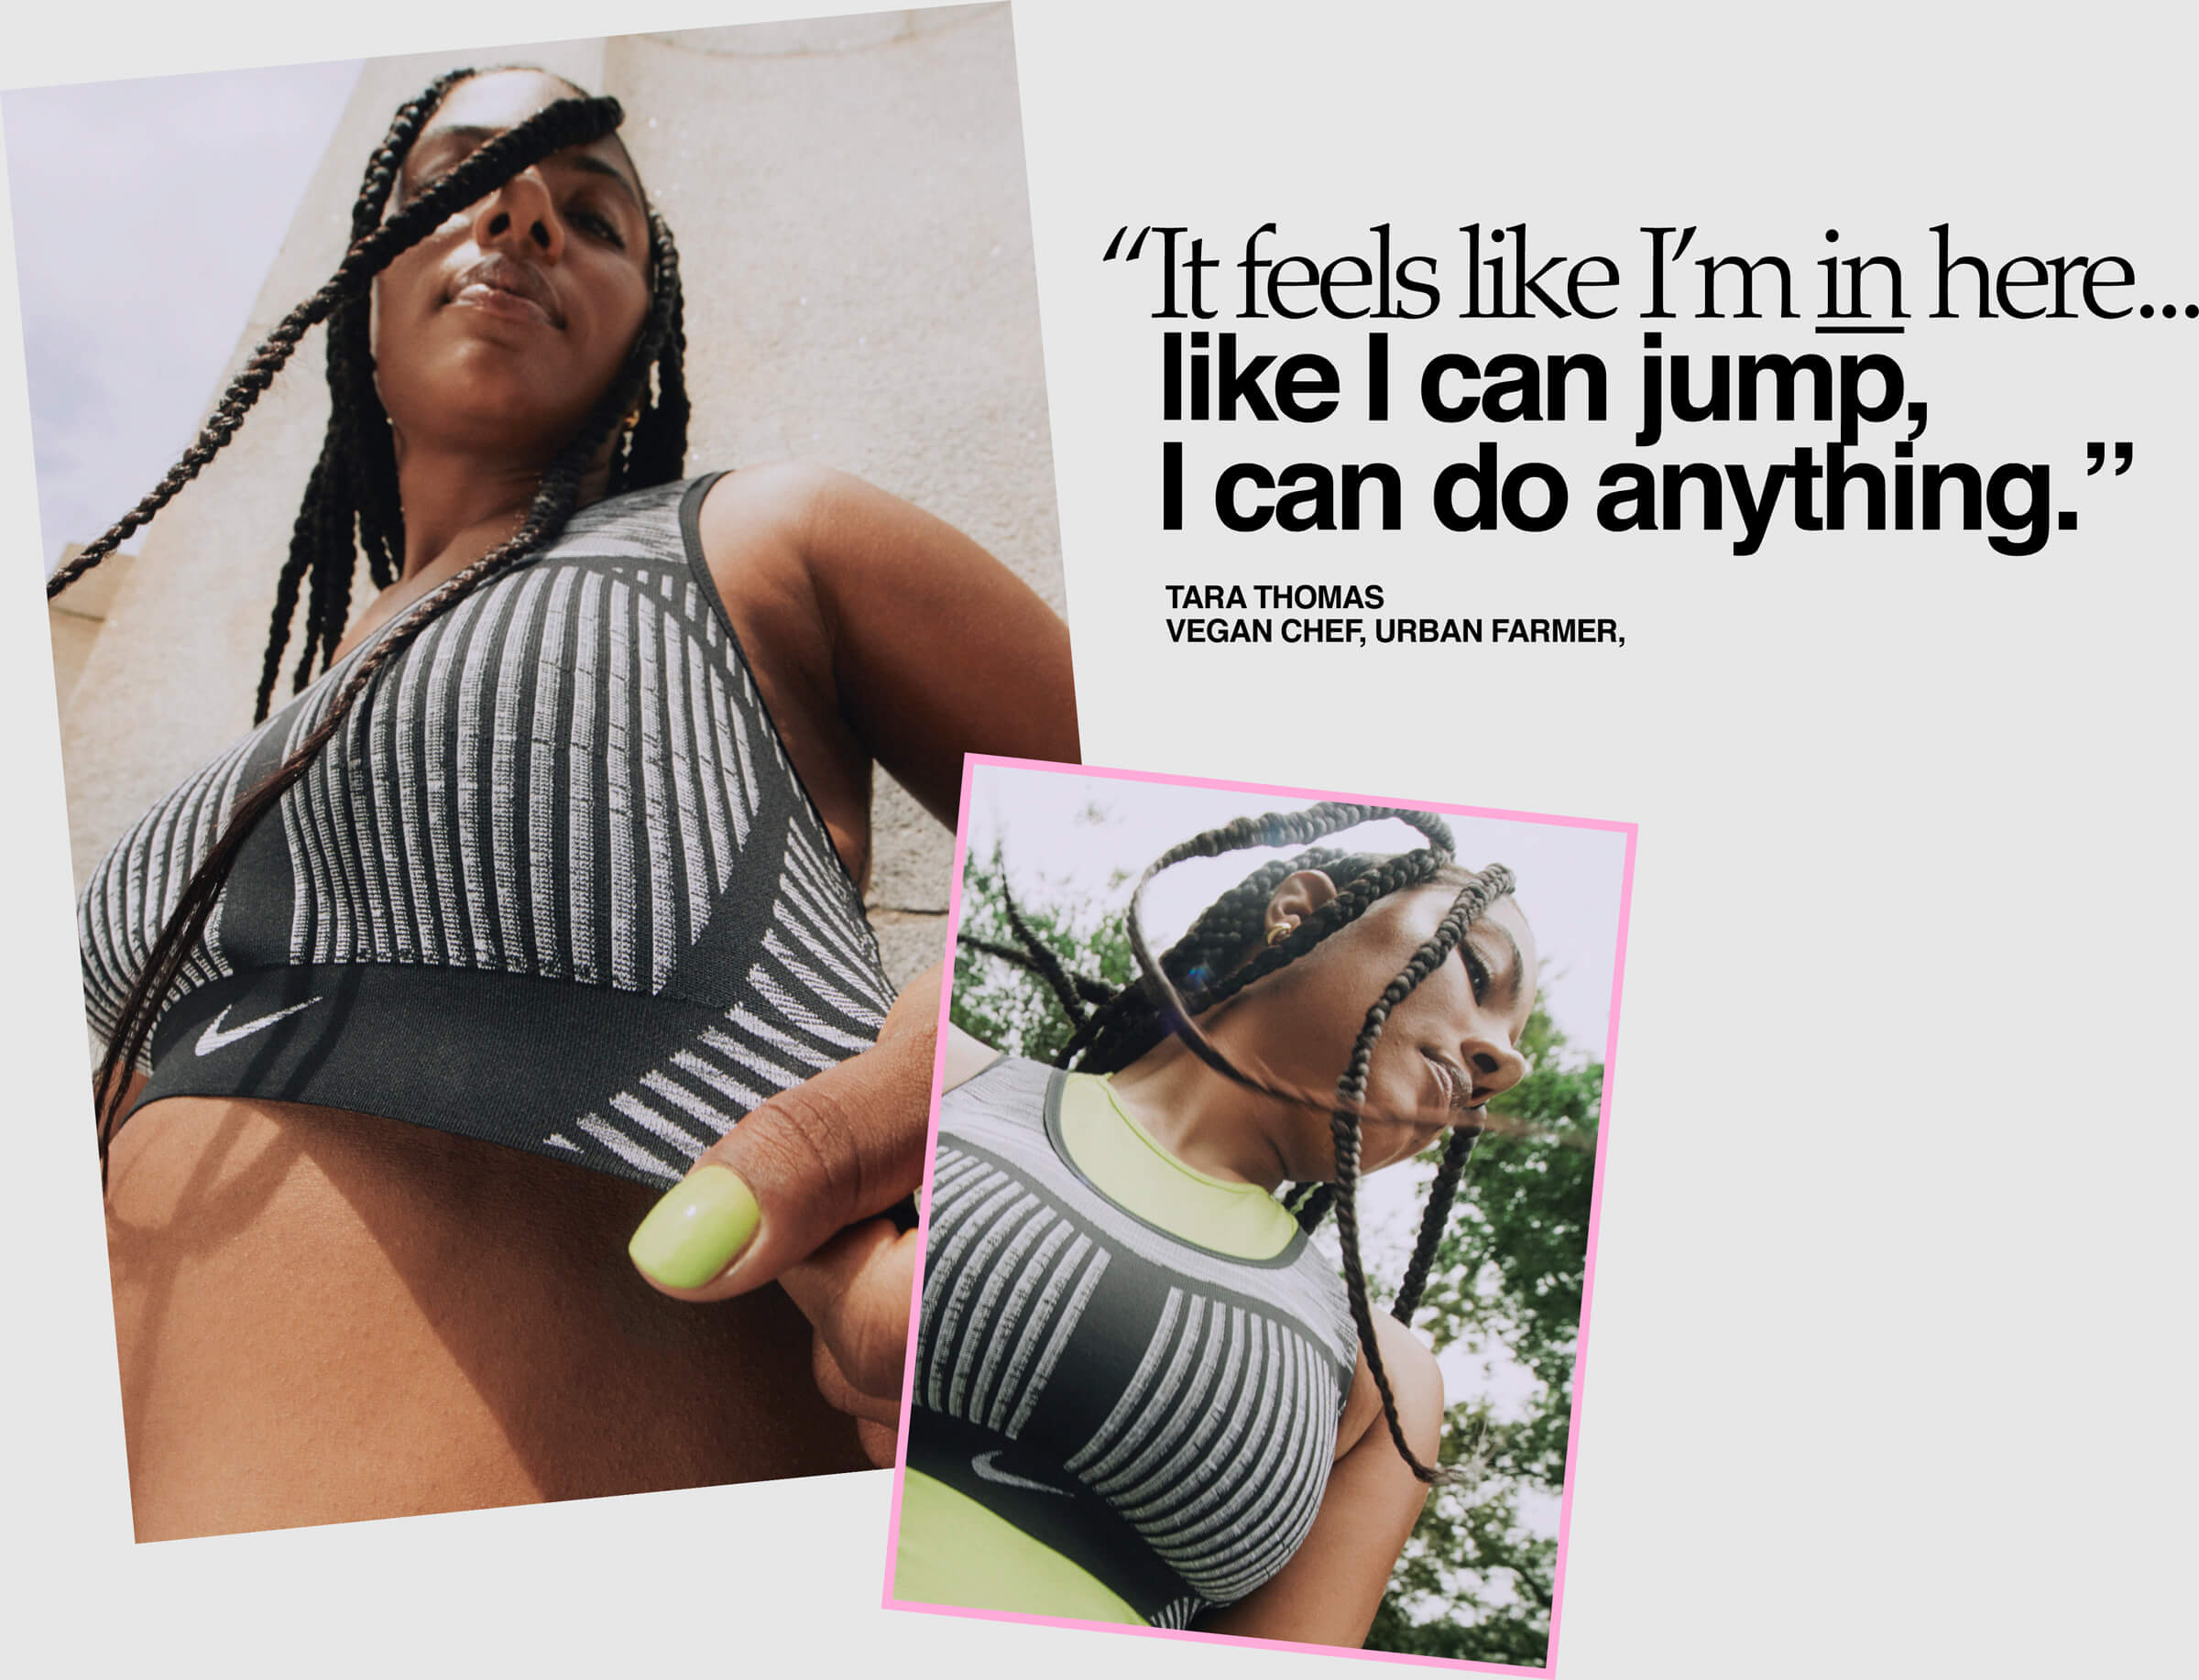 “It feels like I’m in here...
like I can jump,
I can do anything.”
TARA THOMAS
VEGAN CHEF, URBAN FARMER,